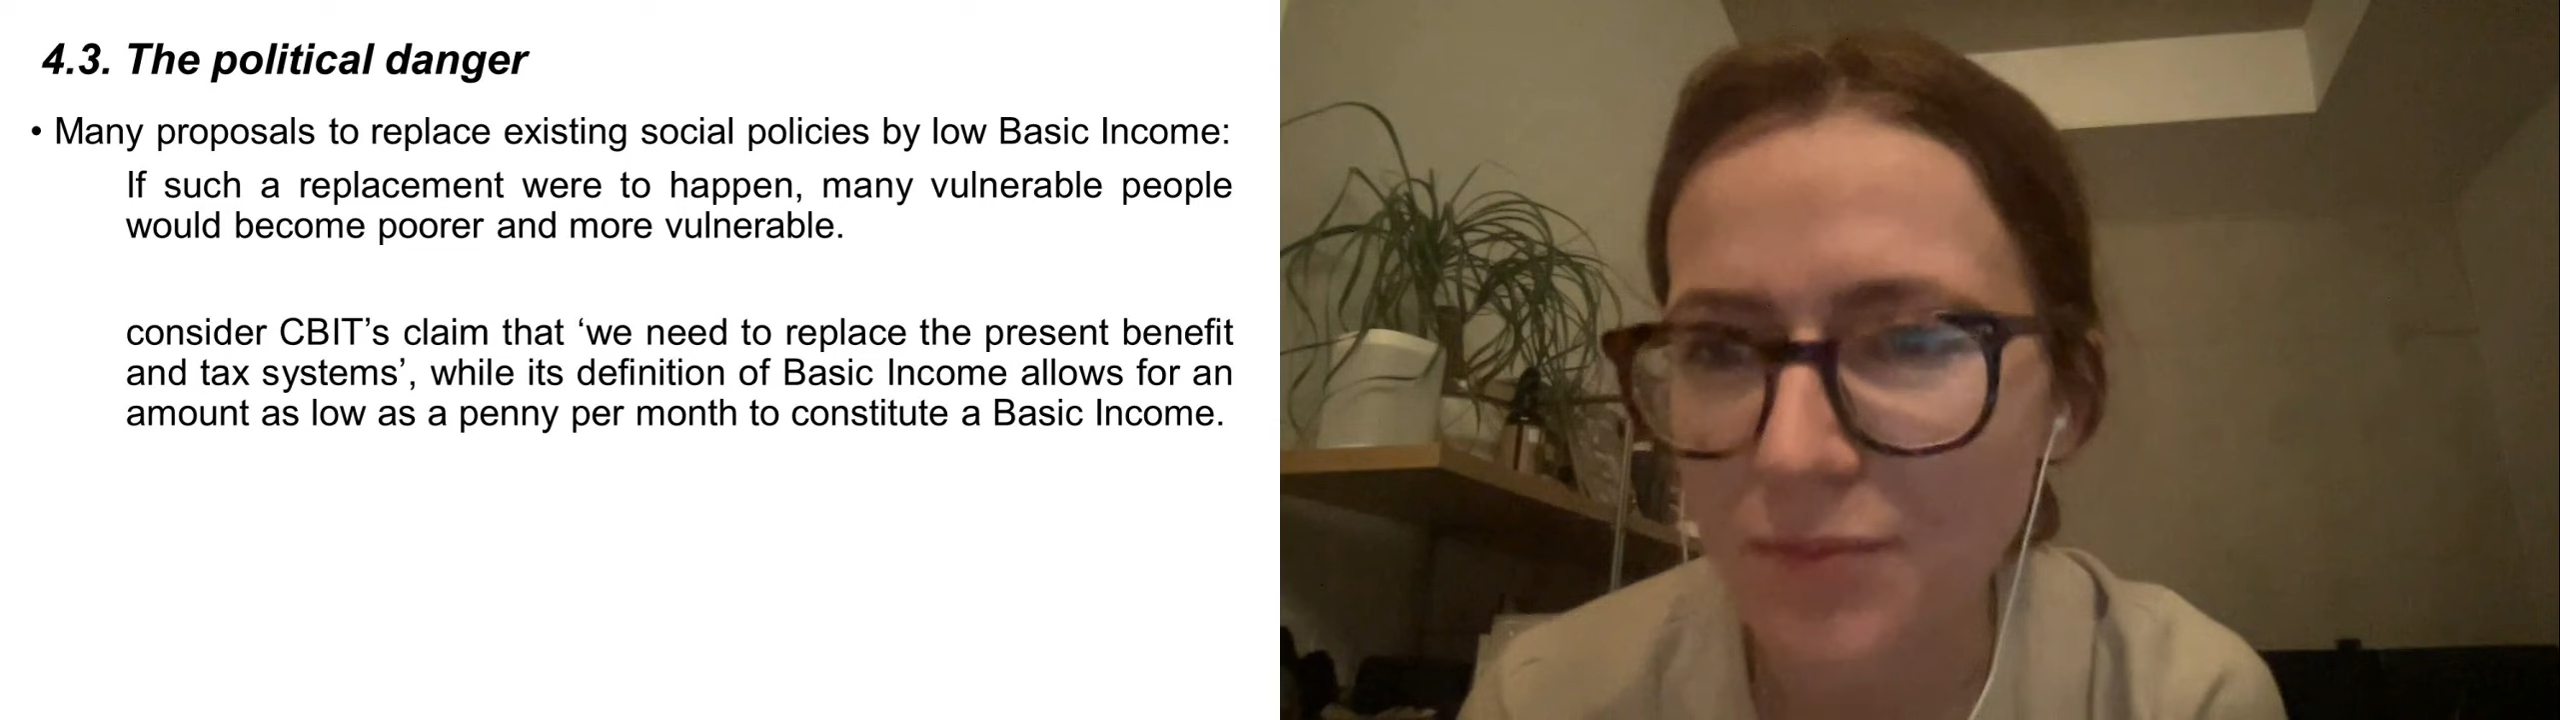 4.3. The political danger
• Many proposals to replace existing social policies by low Basic Income:
If such a replacement were to happen, many vulnerable people
would become poorer and more vulnerable.
consider CBIT’s claim that ‘we need to replace the present benefit
and tax systems’, while its definition of Basic Income allows for an
amount as low as a penny per month to constitute a Basic Income.